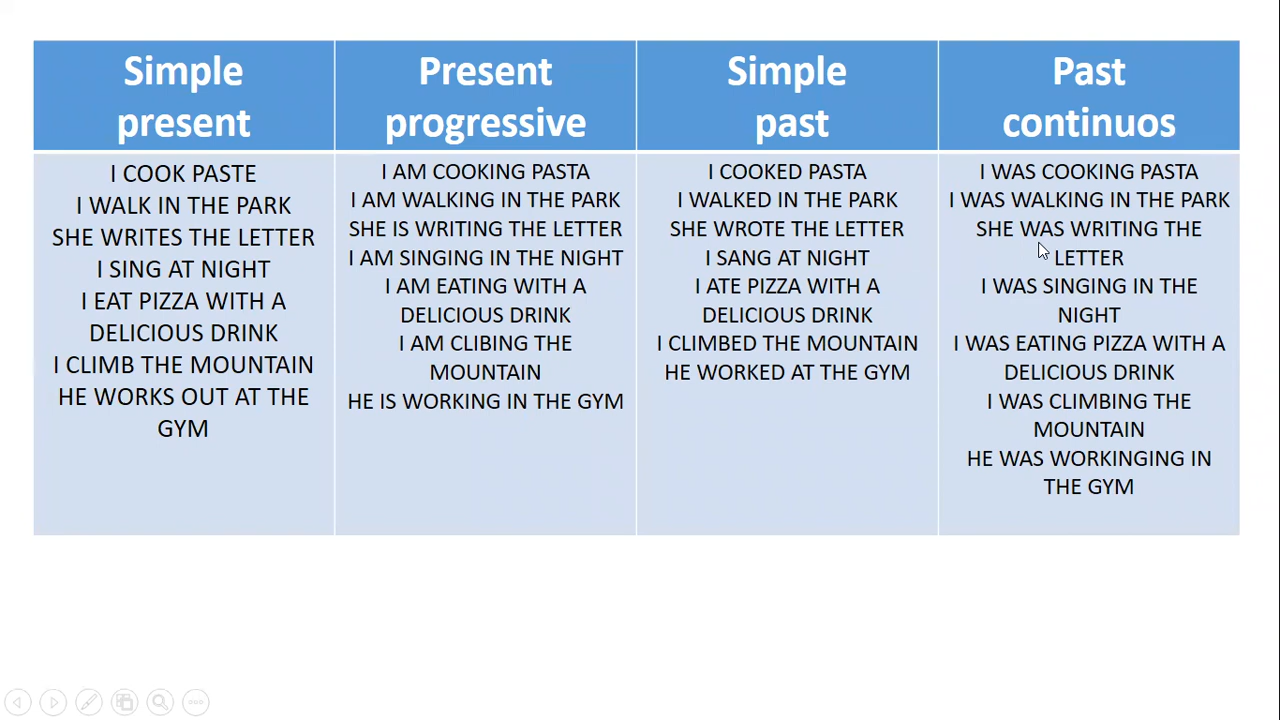 Simple
present
Present
progressive
Simple
past
Past
continuos
I COOK PASTE
I WALK IN THE PARK
SHE WRITES THE LETTER
I SING AT NIGHT
I EAT PIZZA WITH A
DELICIOUS DRINK
I CLIMB THE MOUNTAIN
HE WORKS OUT AT THE
GYM
I AM COOKING PASTA
I AM WALKING IN THE PARK
SHE IS WRITING THE LETTER
I AM SINGING IN THE NIGHT
I AM EATING WITH A
DELICIOUS DRINK
I AM CLIBING THE
MOUNTAIN
HE IS WORKING IN THE GYM
I COOKED PASTA
I WALKED IN THE PARK
SHE WROTE THE LETTER
I SANG AT NIGHT
I ATE PIZZA WITH A
DELICIOUS DRINK
I CLIMBED THE MOUNTAIN
HE WORKED AT THE GYM
I WAS COOKING PASTA
I WAS WALKING IN THE PARK
SHE WAS WRITING THE
LETTER
I WAS SINGING IN THE
NIGHT
I WAS EATING PIZZA WITH A
DELICIOUS DRINK
I WAS CLIMBING THE
MOUNTAIN
HE WAS WORKINGING IN
THE GYM